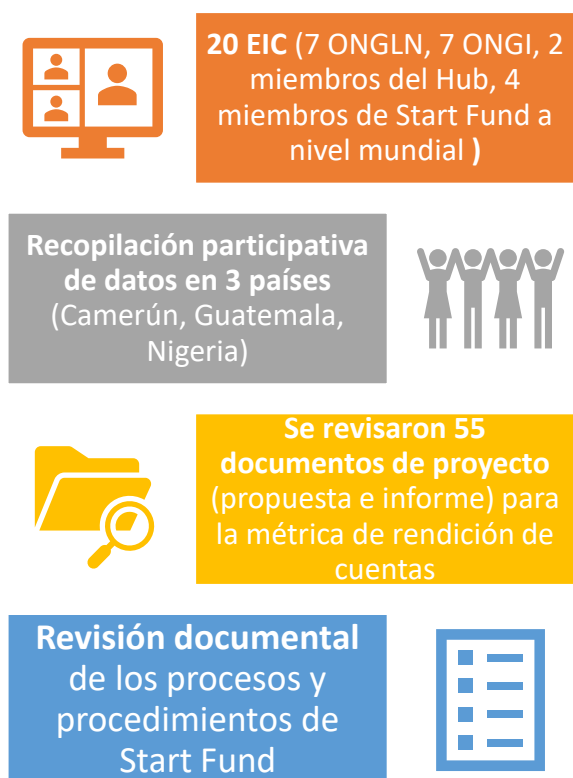 20 EIC (7 ONGLN, 7 ONGI, 2
miembros del Hub, 4
miembros de Start Fund a
nivel mundial )
Recopilación participativa
de datos en 3 países
(Camerún, Guatemala,
Nigeria)
Se revisaron 55
documentos de proyecto
(propuesta e informe) para
la métrica de rendición de
cuentas
Revisión documental
de los procesos y
procedimientos de
Start Fund